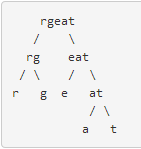 rgeat
   /    \
  rg    eat
 / \    /  \
r   g  e   at
           / \
          a   t